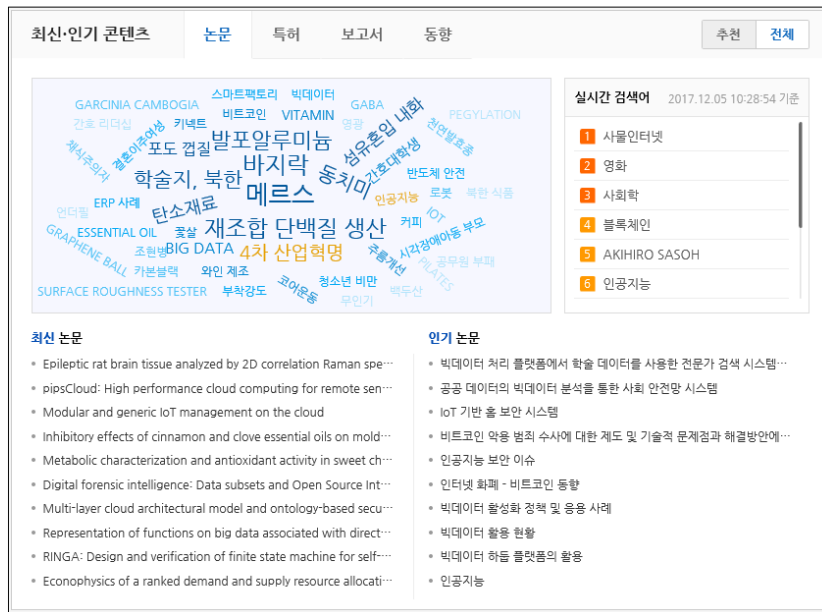 최신·인기 콘텐츠
논문
특허
보고서
동향
추천
전체
스마트팩토리 빅데이터
GARCINIA CAMBOGIA
비트코인 VITAMIN GABA
PEGYLATION
간호 리더십
결혼이주여성
키넥트
영광
섬유혼입 내화
천연발효종
채식주의자
포도 껍질
발포알루미늄
간호대학생
바지락
반도체 안전
학술지, 북한
동치미
메르스
인공지능 로봇 북한 식품
ERP 사례
언더필
탄소재료
IOT
커피
ESSENTIAL OIL 꽃살 재조합 단백질 생산
GRAPHENE BALL
조현병 BIG DATA 4차 산업혁명
주름개선
시각장애아동 부모
PILATES
공무원 부패
카본블랙 와인 제조
코어운동
청소년 비만
SURFACE ROUGHNESS TESTER 부착강도
무인기
백두산
실시간 검색어 2017.12.05 10:28:54 기준
1 사물인터넷
2 영화
3 사회학
4 블록체인
5 AKIHIRO SASOH
6 인공지능
최신 논문
• Epileptic rat brain tissue analyzed by 2D correlation Raman spe···
• pipsCloud: High performance cloud computing for remote sen···
• Modular and generic IoT management on the cloud
• Inhibitory effects of cinnamon and clove essential oils on mold···
• Metabolic characterization and antioxidant activity in sweet ch···
• Digital forensic intelligence: Data subsets and Open Source Int···
• Multi-layer cloud architectural model and ontology-based secu···
• Representation of functions on big data associated with direct···
• RINGA: Design and verification of finite state machine for self-···
• Econophysics of a ranked demand and supply resource allocati···
인기 논문
• 빅데이터 처리 플랫폼에서 학술 데이터를 사용한 전문가 검색 시스템···
• 공공 데이터의 빅데이터 분석을 통한 사회 안전망 시스템
• IoT 기반 홈 보안 시스템
• 비트코인 악용 범죄 수사에 대한 제도 및 기술적 문제점과 해결방안에···
• 인공지능 보안 이슈
• 인터넷 화폐 - 비트코인 동향
• 빅데이터 활성화 정책 및 응용 사례
• 빅데이터 활용 현황
• 빅데이터 하둡 플랫폼의 활용
• 인공지능